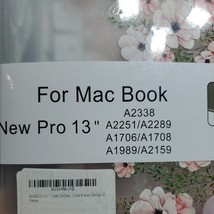 For Mac Book
New Pro 13"
A2338
A2251/A2289
A1706/A1708
A1989/A2159